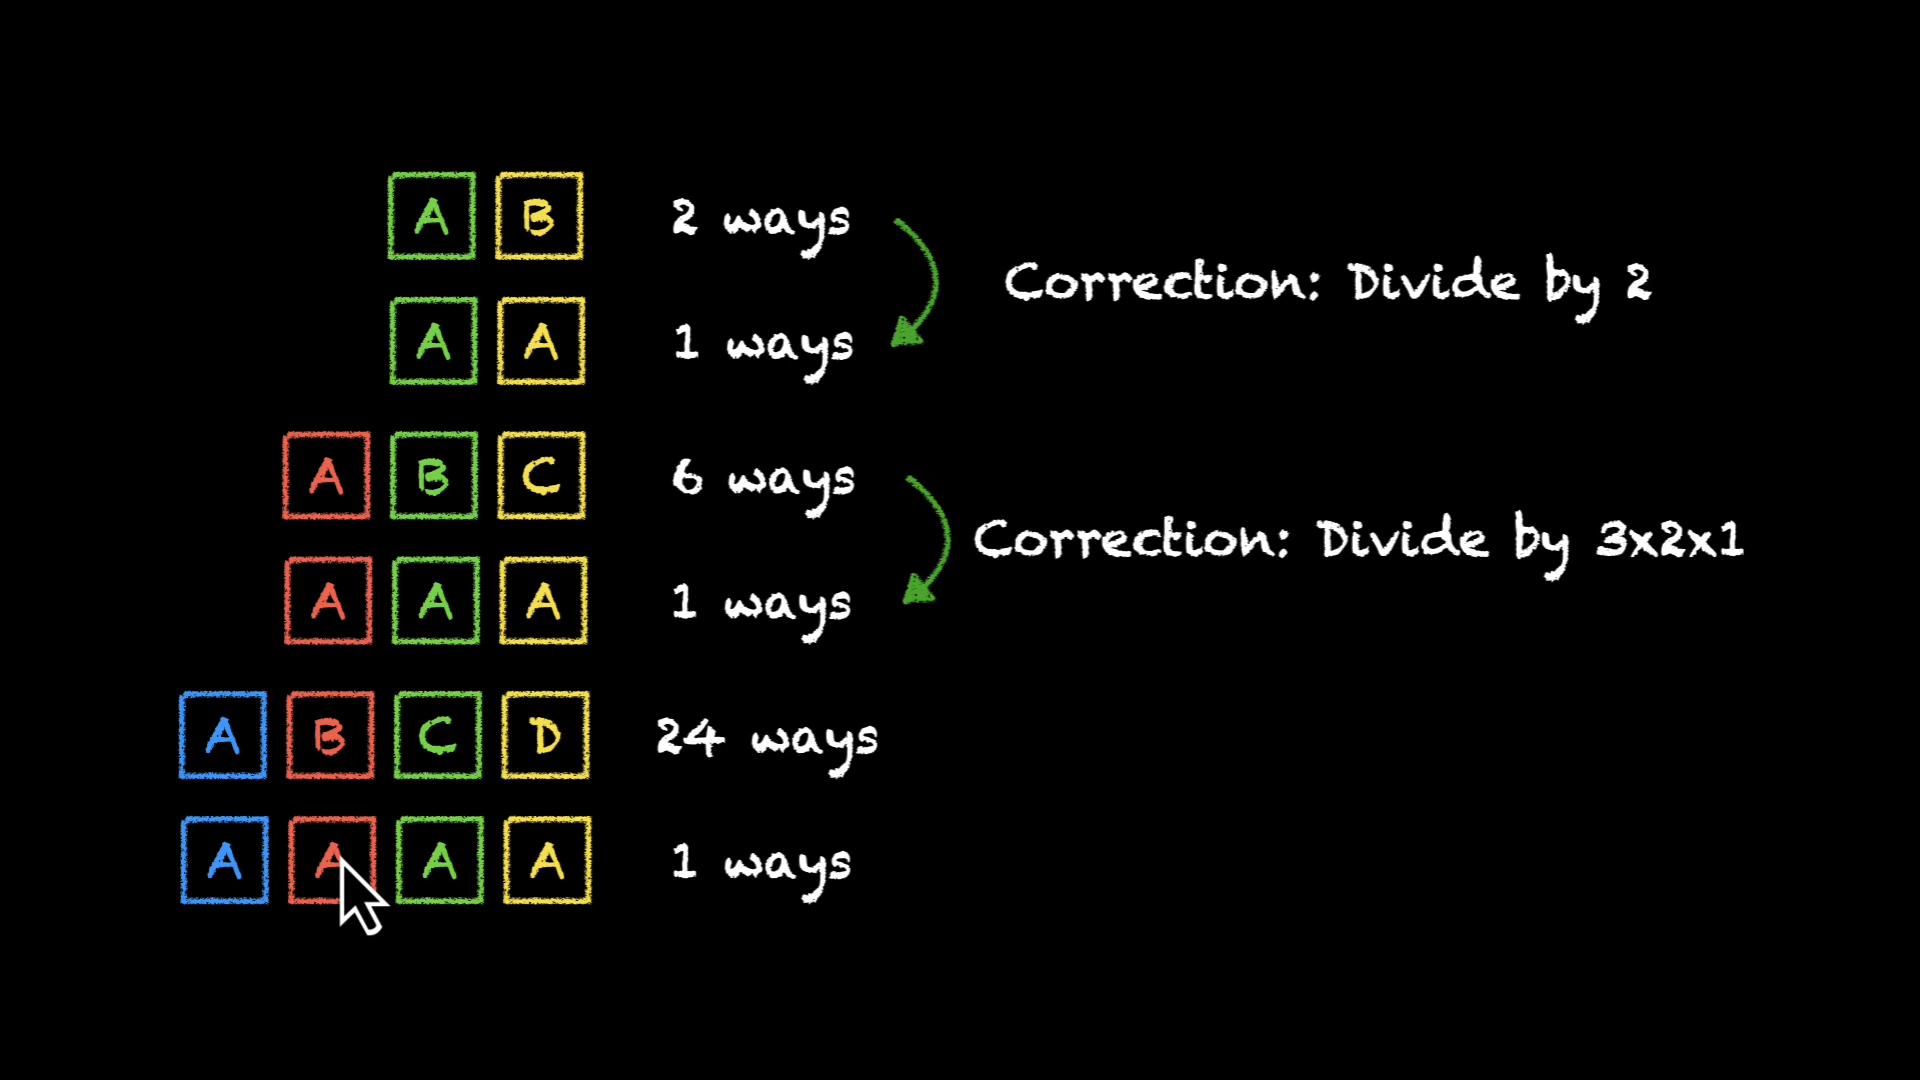 A B 2 ways
Correction: Divide by 2
A A 1 ways
A B C 6 ways
Correction: Divide by 3x2x1
A A A 1 ways
A B C D 24 ways
A A A A 1 ways